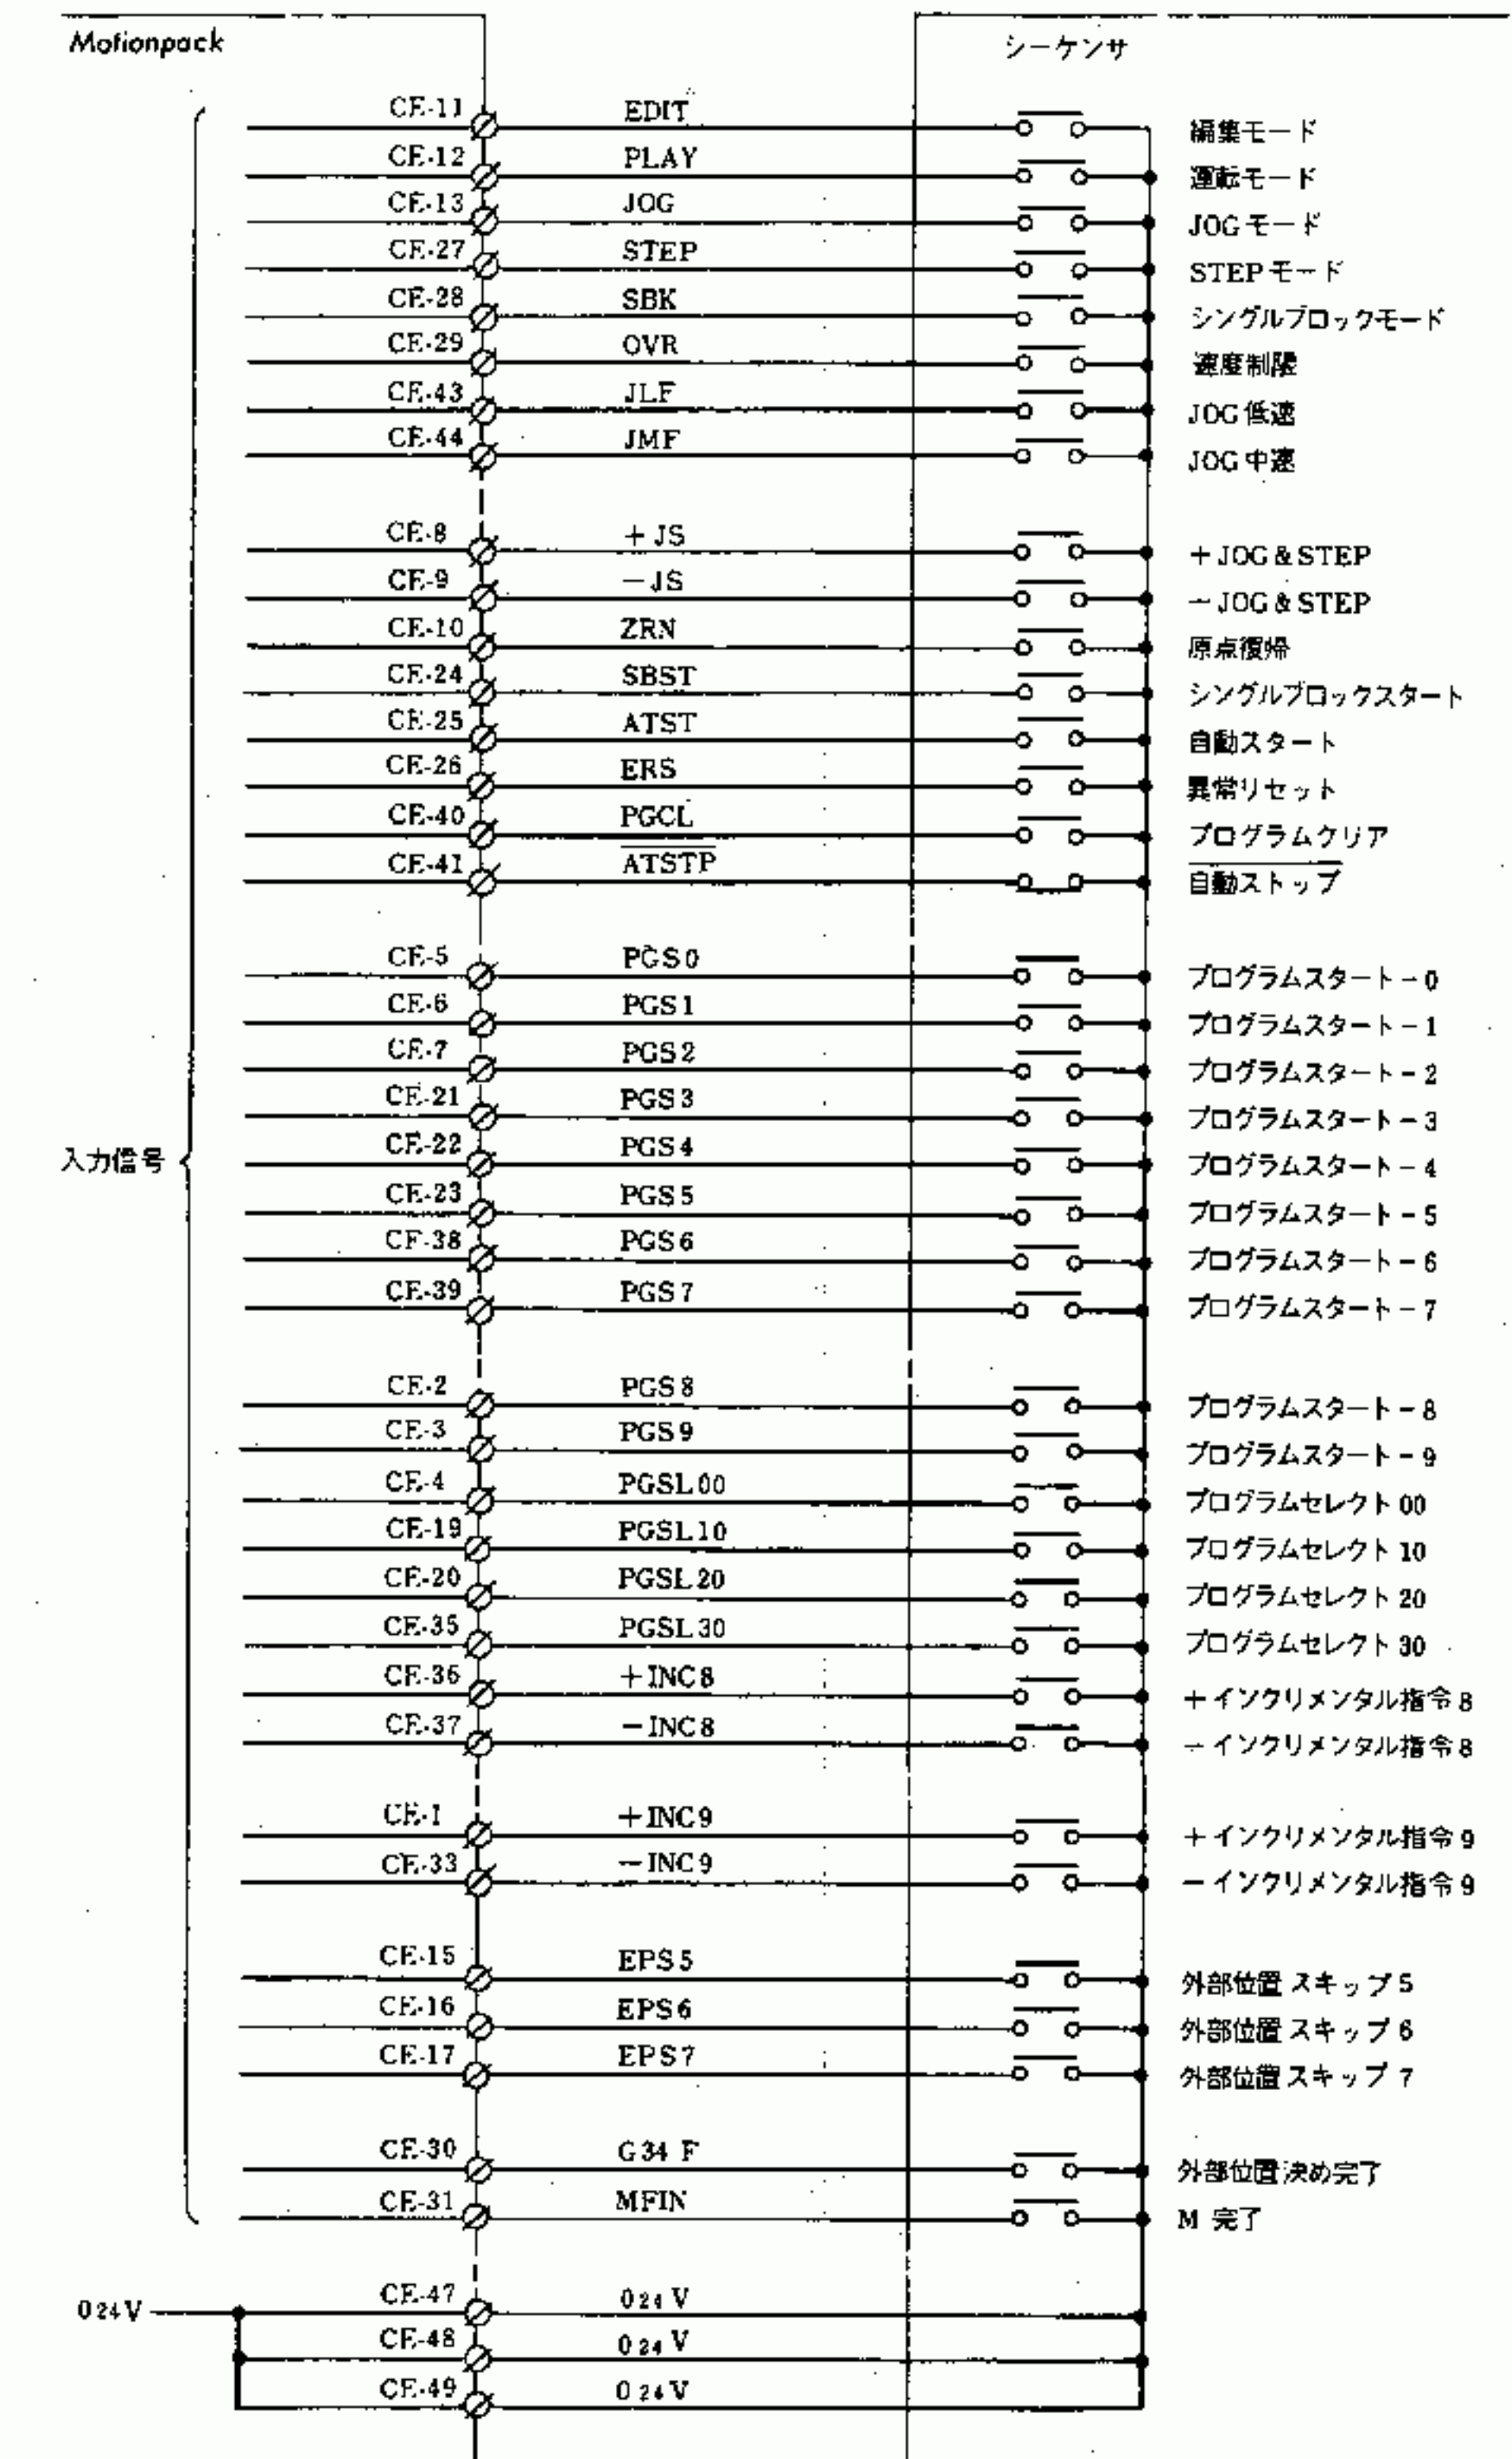 Motionpack シーケンサ
CE-11 EDIT 編集モード
CE-12 PLAY 運転モード
CE-13 JOG JOGモード
CE-27 STEP STEPモード
CE-28 SBK シングルブロックモード
CE-29 OVR 速度制限
CE-43 JLF JOG低速
CE-44 JMF JOG中速
CE-8 +JS +JOG&STEP
CE-9 -JS -JOG&STEP
CE-10 ZRN 原点復帰
CE-24 SBST シングルブロックスタート
CE-25 ATST 自動スタート
CE-26 ERS 異常リセット
CE-40 PGCL プログラムクリア
CE-41 ATSTP 自動ストップ
CE-5 PGS0 プログラムスタート-0
CE-6 PGS1 プログラムスタート-1
CE-7 PGS2 プログラムスタート-2
CE-21 PGS3 プログラムスタート-3
入力信号
CE-22 PGS4 プログラムスタート-4
CE-23 PGS5 プログラムスタート-5
CE-38 PGS6 プログラムスタート-6
CE-39 PGS7 プログラムスタート-7
CE-2 PGS8 プログラムスタート-8
CE-3 PGS9 プログラムスタート-9
CE-4 PGSL00 プログラムセレクト00
CE-19 PGSL10 プログラムセレクト10
CE-20 PGSL20 プログラムセレクト20
CE-35 PGSL30 プログラムセレクト30
CE-36 +INC8 +インクリメンタル指令8
CE-37 -INC8 -インクリメンタル指令8
CE-1 +INC9 +インクリメンタル指令9
CE-33 -INC9 -インクリメンタル指令9
CE-15 EPS5 外部位置スキップ5
CE-16 EPS6 外部位置スキップ6
CE-17 EPS7 外部位置スキップ7
CE-30 G34F 外部位置決め完了
CE-31 MFIN M完了
024V CE-47 024V
CE-48 024V
CE-49 024V